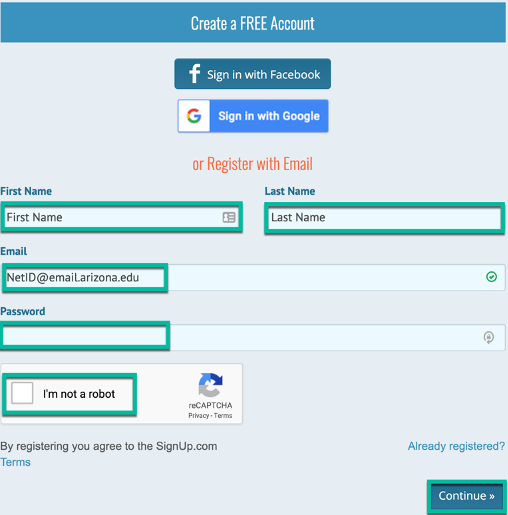 Create a FREE Account
f Sign in with Facebook
G Sign in with Google
or Register with Email
First Name Last Name
First Name Last Name
Email
NetID@email.arizona.edu
Password
I'm not a robot
reCAPTCHA
Privacy - Terms
By registering you agree to the SignUp.com Already registered?
Terms
Continue »